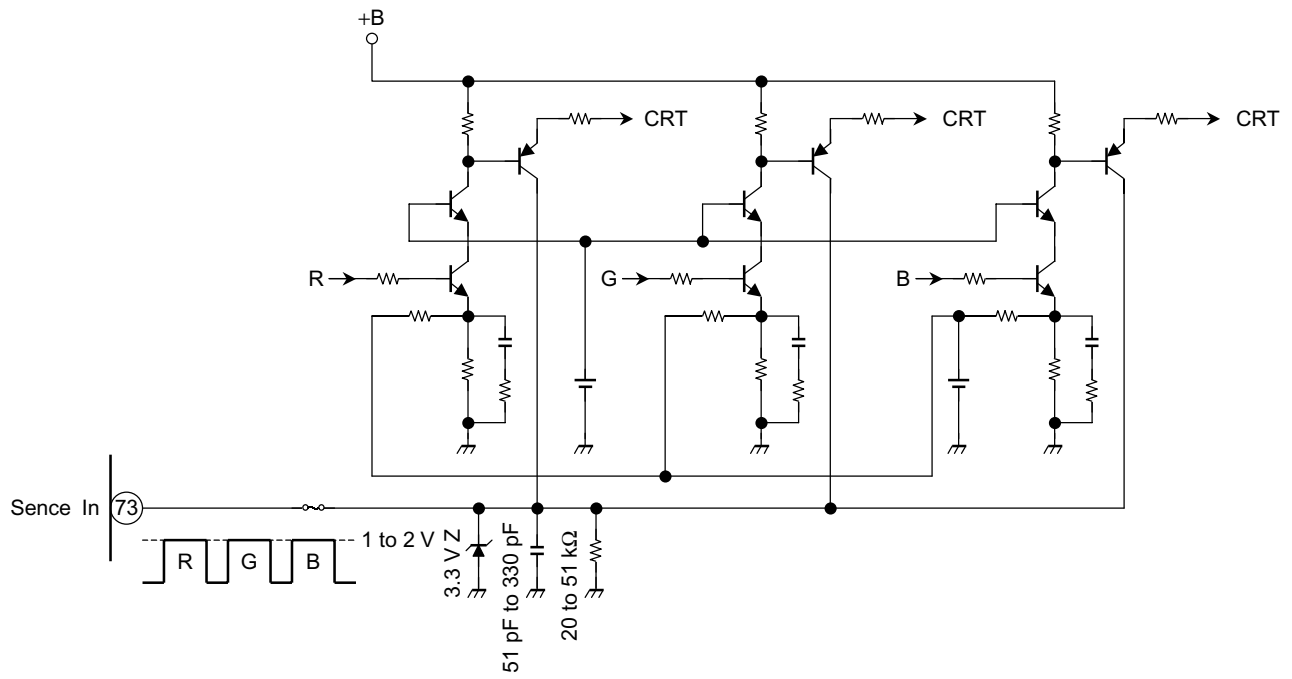 +B
CRT
CRT
CRT
R
G
B
Sence In
73
1 to 2 V
R
G
B
3.3 V Z
51 pF to 330 pF
20 to 51 kΩ